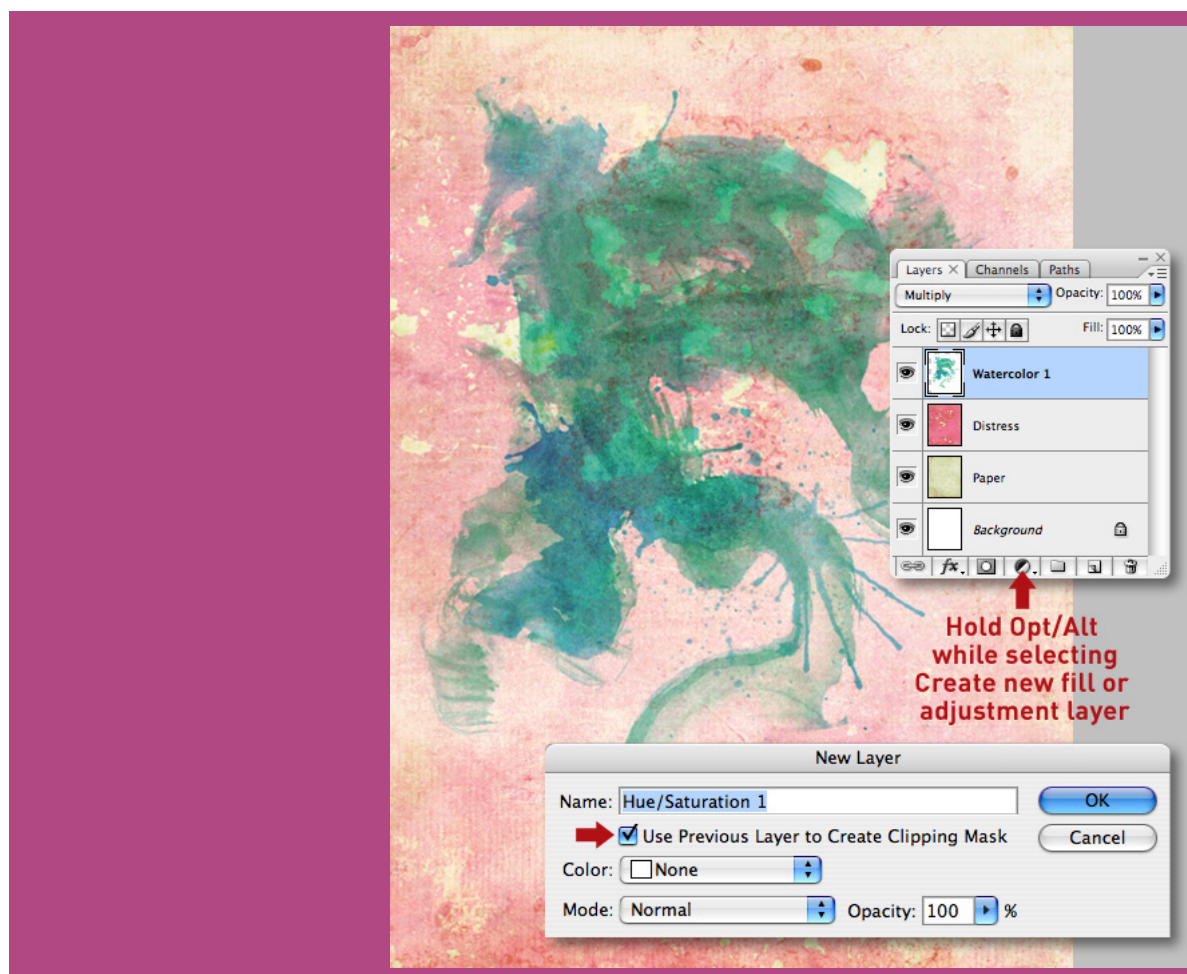 Layers Channels Paths
Multiply Opacity: 100%
Lock: Fill: 100%
Watercolor 1
Distress
Paper
Background
fx
Hold Opt/Alt
while selecting
Create new fill or
adjustment layer
New Layer
Name: Hue/Saturation 1 OK
Use Previous Layer to Create Clipping Mask Cancel
Color: None
Mode: Normal Opacity: 100 %